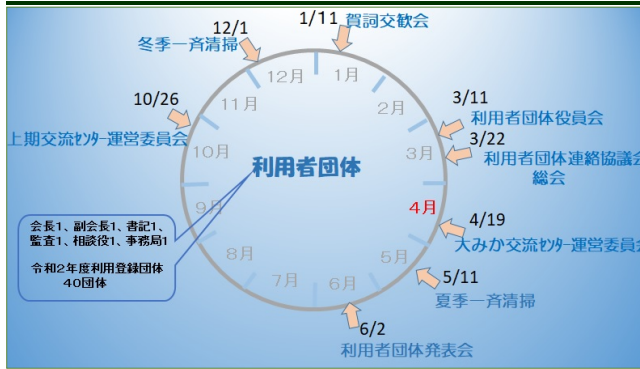 1/11 賀詞交歓会
12/1
冬季一斉清掃
10/26
上期交流ｾﾝﾀｰ運営委員会
3/11
利用者団体役員会
3/22
利用者団体連絡協議会
総会
4/19
大みか交流ｾﾝﾀｰ運営委員会
5/11
夏季一斉清掃
6/2
利用者団体発表会
利用者団体
1月
2月
3月
4月
5月
6月
7月
8月
9月
10月
11月
12月
会長1、副会長1、書記1、
監査1、相談役1、事務局1
令和2年度利用登録団体
40団体